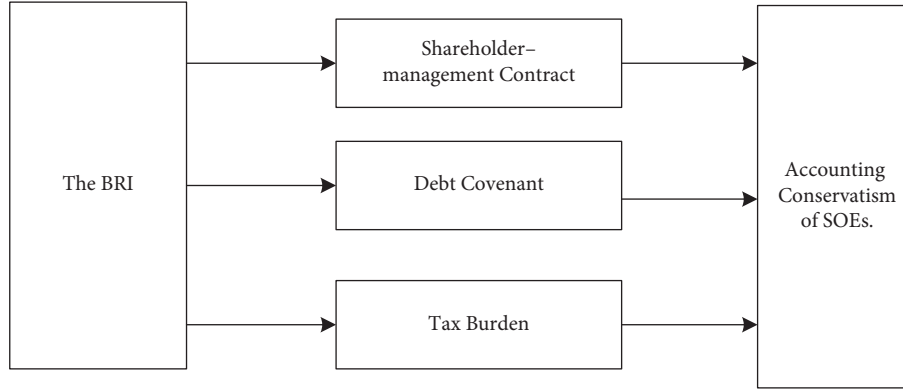 The BRI
Shareholder–
management Contract
Debt Covenant
Tax Burden
Accounting
Conservatism
of SOEs.